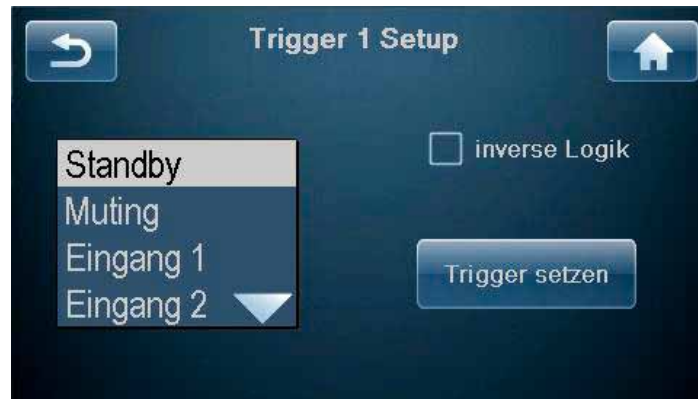 Trigger 1 Setup
Standby
Muting
Eingang 1
Eingang 2
inverse Logik
Trigger setzen